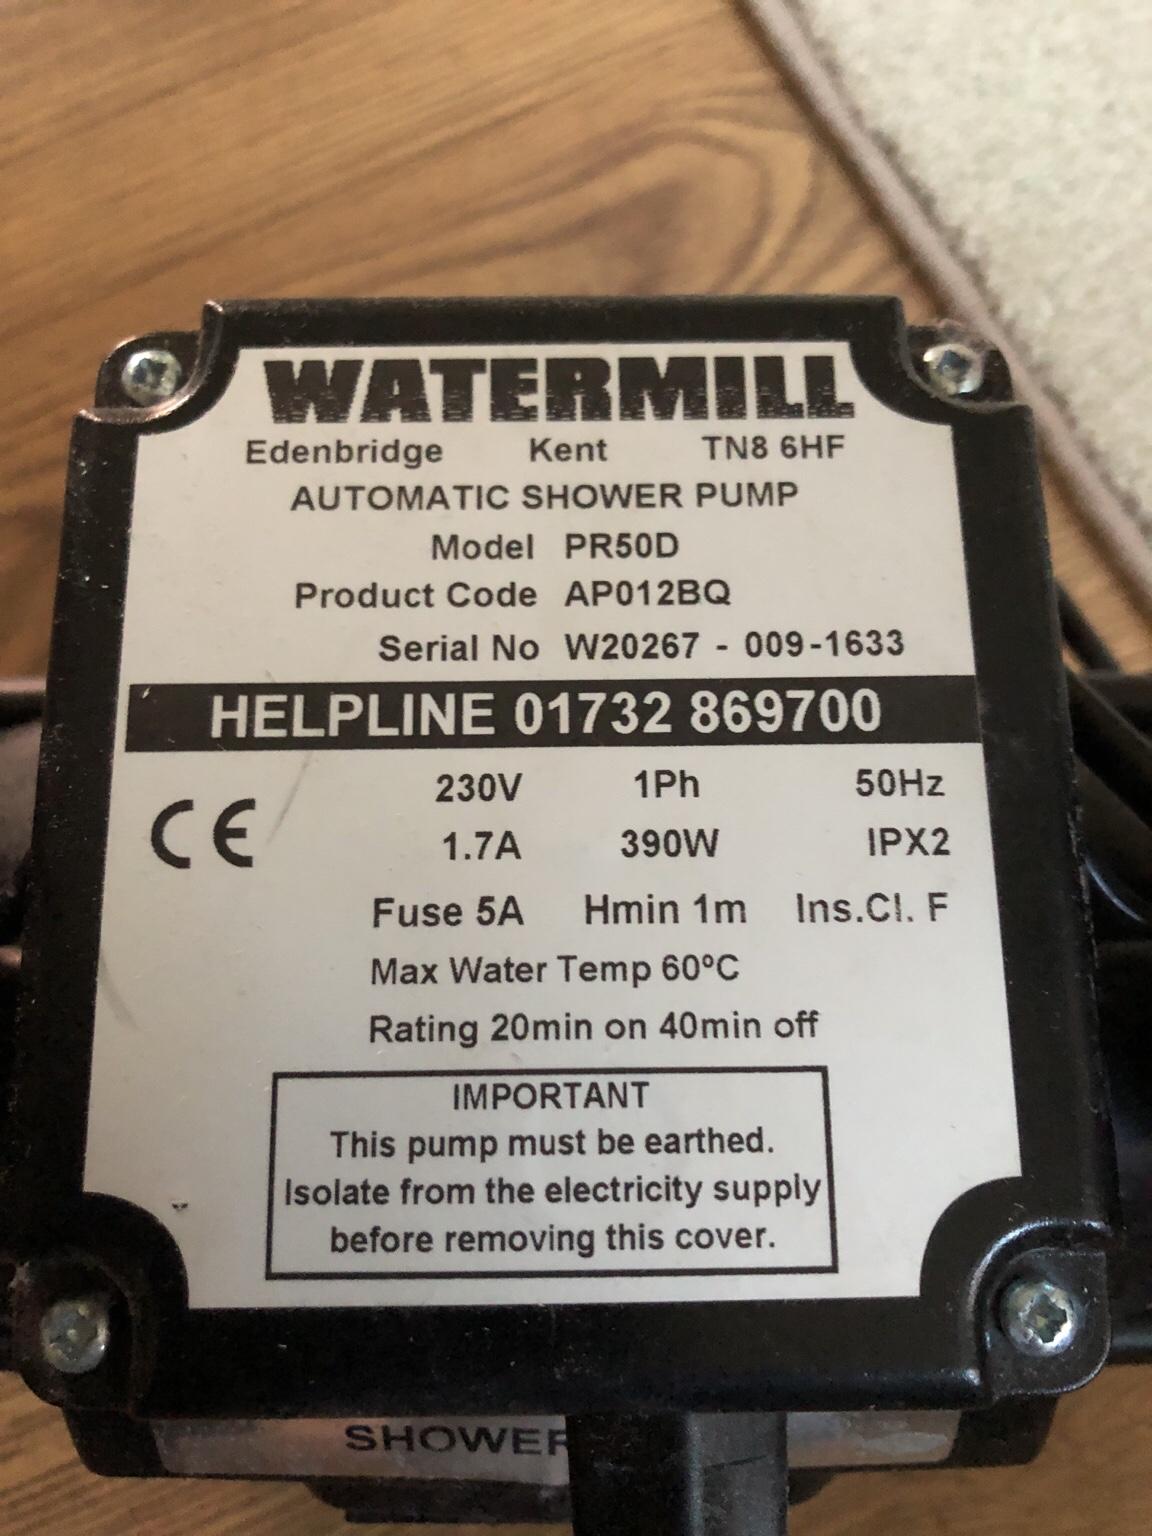 WATERMILL
Edenbridge Kent TN8 6HF
AUTOMATIC SHOWER PUMP
Model PR50D
Product Code AP012BQ
Serial No W20267 - 009-1633
HELPLINE 01732 869700
230V 1Ph 50Hz
CE 1.7A 390W IPX2
Fuse 5A Hmin 1m Ins.Cl. F
Max Water Temp 60ºC
Rating 20min on 40min off
IMPORTANT
This pump must be earthed.
Isolate from the electricity supply
before removing this cover.
SHOWER